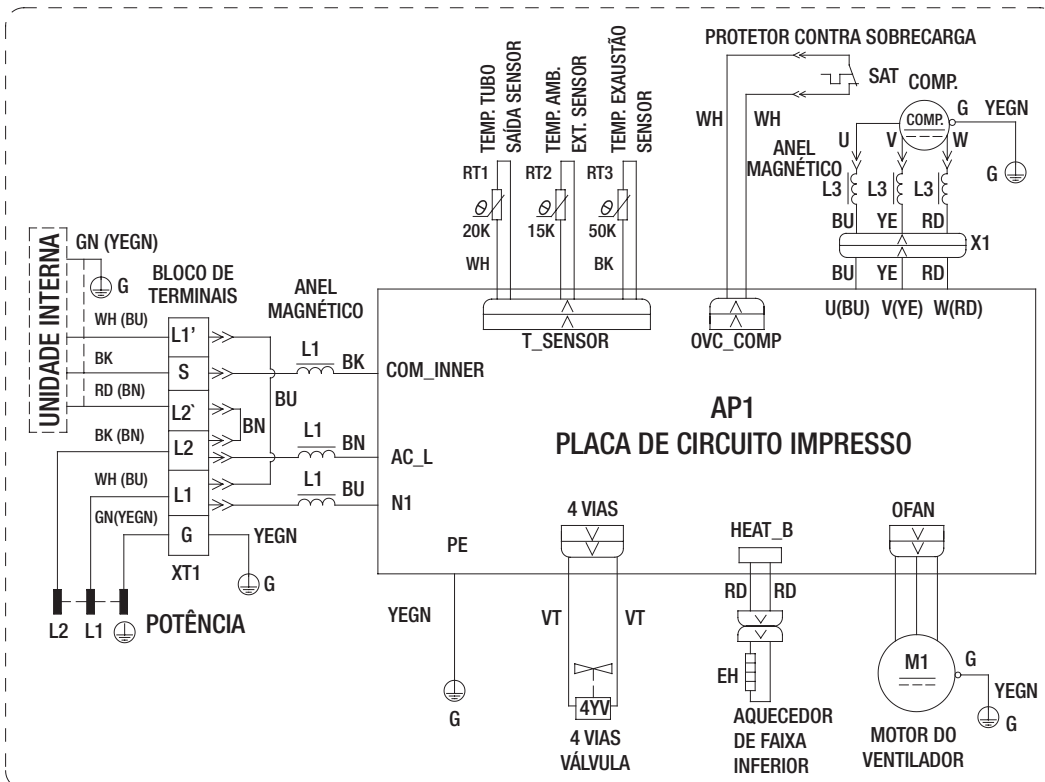 PROTETOR CONTRA SOBRECARGA
SAT
COMP.
TEMP. TUBO
SAÍDA SENSOR
TEMP. AMB.
EXT. SENSOR
TEMP. EXAUSTÃO
SENSOR
WH
WH
COMP.
G
YEGN
U
V
W
G
ANEL
MAGNÉTICO
L3
L3
L3
BU
YE
RD
X1
BU
YE
RD
U(BU)
V(YE)
W(RD)
RT1
RT2
RT3
θ
θ
θ
20K
15K
50K
WH
BK
T_SENSOR
OVC_COMP
UNIDADE INTERNA
GN (YEGN)
G
BLOCO DE
TERMINAIS
ANEL
MAGNÉTICO
WH (BU)
L1'
BK
S
L1
BK
COM_INNER
RD (BN)
L2`
BU
BN
BK (BN)
L2
L1
BN
AC_L
WH (BU)
L1
L1
BU
N1
GN(YEGN)
G
YEGN
G
XT1
L2
L1
POTÊNCIA
AP1
PLACA DE CIRCUITO IMPRESSO
PE
YEGN
G
4 VIAS
VT
VT
4YV
4 VIAS
VÁLVULA
HEAT_B
RD
RD
EH
AQUECEDOR
DE FAIXA
INFERIOR
OFAN
M1
G
YEGN
G
MOTOR DO
VENTILADOR